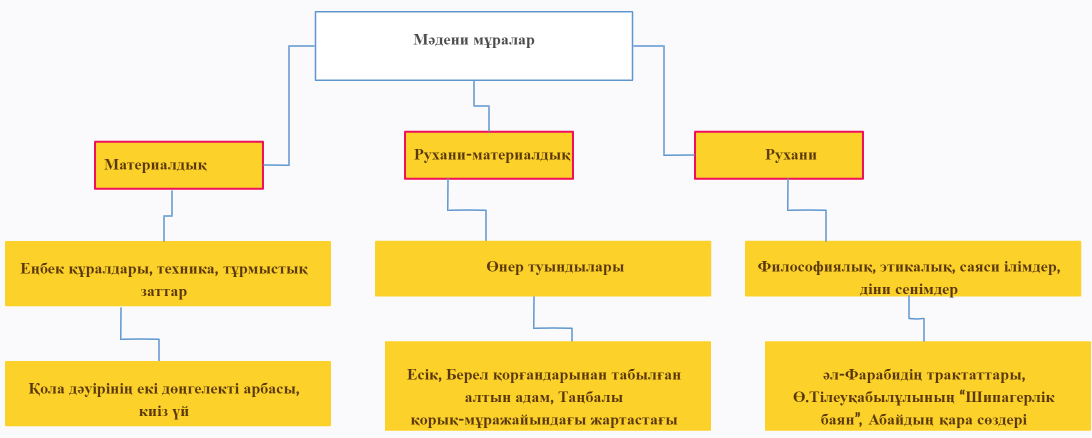 Мәдени мұралар
Материалдық
Рухани-материалдық
Рухани
Еңбек құралдары, техника, тұрмыстық
заттар
Өнер туындылары
Философиялық, этикалық, саяси ілімдер,
діни сенімдер
Қола дәуірінің екі дөңгелекті арбасы,
киіз үй
Есік, Берел қорғандарынан табылған
алтын адам, Таңбалы
қорық-мұражайындағы жартастағы
әл-Фарабидің трактаттары,
Ө.Тілеуқабылұлының “Шипагерлік
баян”, Абайдың қара сөздері